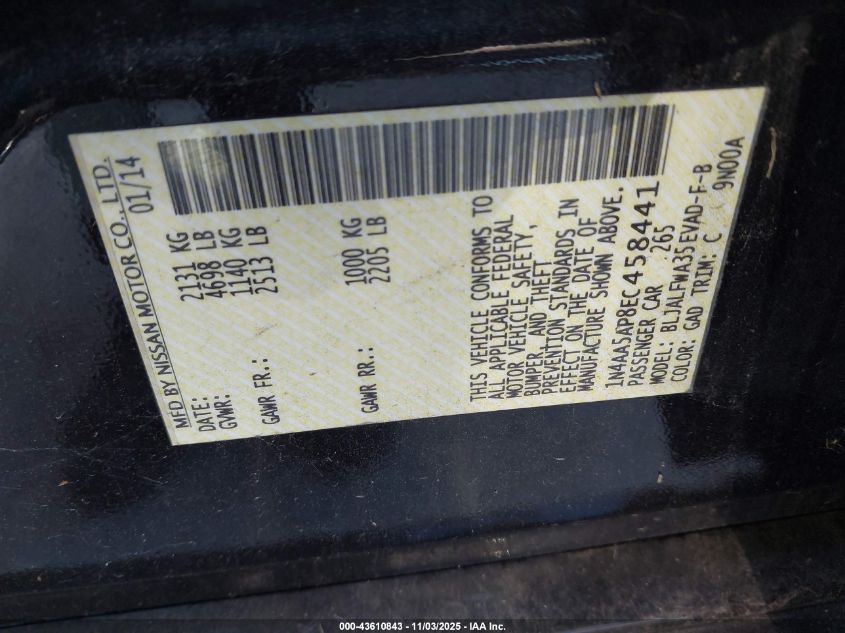 MFD BY NISSAN MOTOR CO., LTD.
DATE: 01/14
GVWR: 2131 KG
4698 LB
GAWR FR.: 1140 KG
2513 LB
GAWR RR.: 1000 KG
2205 LB
THIS VEHICLE CONFORMS TO
ALL APPLICABLE FEDERAL
MOTOR VEHICLE SAFETY,
BUMPER, AND THEFT
PREVENTION STANDARDS IN
EFFECT ON THE DATE OF
MANUFACTURE SHOWN ABOVE.
1N4AA5AP8EC458441
PASSENGER CAR 265
MODEL: BLJALFWA35EVAD-F-B
COLOR: GAD TRIM: C 9N00A
000-43610843 - 11/03/2025 - IAA Inc.